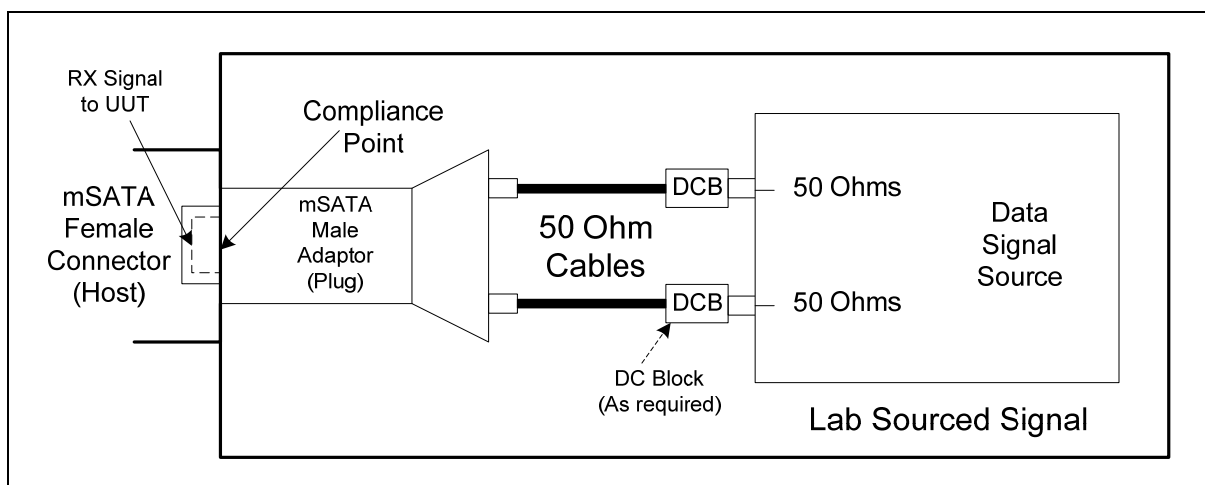 RX Signal
to UUT
Compliance
Point
mSATA
Female
Connector
(Host)
mSATA
Male
Adaptor
(Plug)
50 Ohm
Cables
DCB
50 Ohms
DCB
50 Ohms
Data
Signal
Source
DC Block
(As required)
Lab Sourced Signal